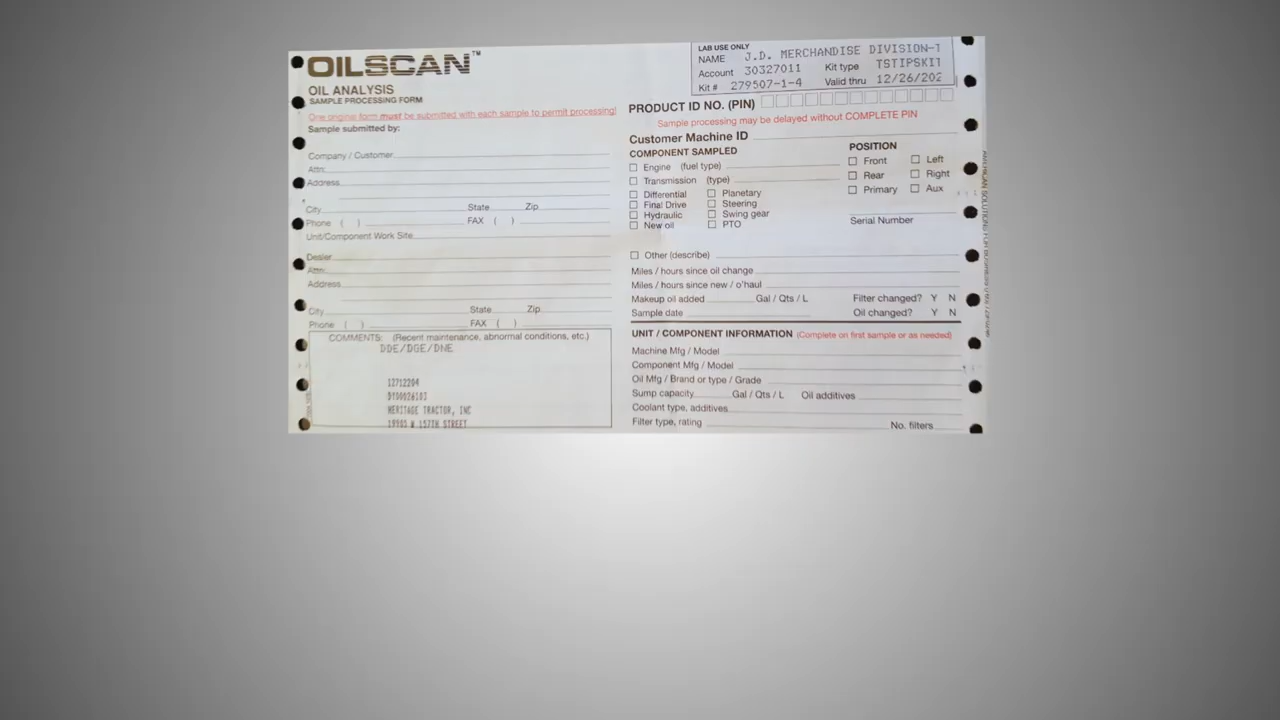 OILSCAN™
OIL ANALYSIS
SAMPLE PROCESSING FORM
One original form must be submitted with each sample to permit processing!
Sample submitted by:
Company / Customer
Attn:
Address
City State Zip
Phone ( ) FAX ( )
Unit/Component Work Site
Dealer
Attn:
Address
City State Zip
Phone ( ) FAX ( )
COMMENTS: (Recent maintenance, abnormal conditions, etc.)
DDE/DGE/DNE
12712204
HERITAGE TRACTOR, INC
19903 W 157TH STREET
LAB USE ONLY
NAME J.D. MERCHANDISE DIVISION-T
Account 30327011 Kit type TSTIPSKIT
Kit # 279507-1-4 Valid thru 12/26/202
PRODUCT ID NO. (PIN)
Sample processing may be delayed without COMPLETE PIN
Customer Machine ID
COMPONENT SAMPLED POSITION
Engine (fuel type) Front Left
Transmission (type) Rear Right
Differential Planetary Primary Aux
Final Drive Steering
Hydraulic Swing gear Serial Number
New oil PTO
Other (describe)
Miles / hours since oil change
Miles / hours since new / o'haul
Makeup oil added Gal / Qts / L Filter changed? Y N
Sample date Oil changed? Y N
UNIT / COMPONENT INFORMATION (Complete on first sample or as needed)
Machine Mfg / Model
Component Mfg / Model
Oil Mfg / Brand or type / Grade
Sump capacity Gal / Qts / L Oil additives
Coolant type, additives
Filter type, rating No. filters